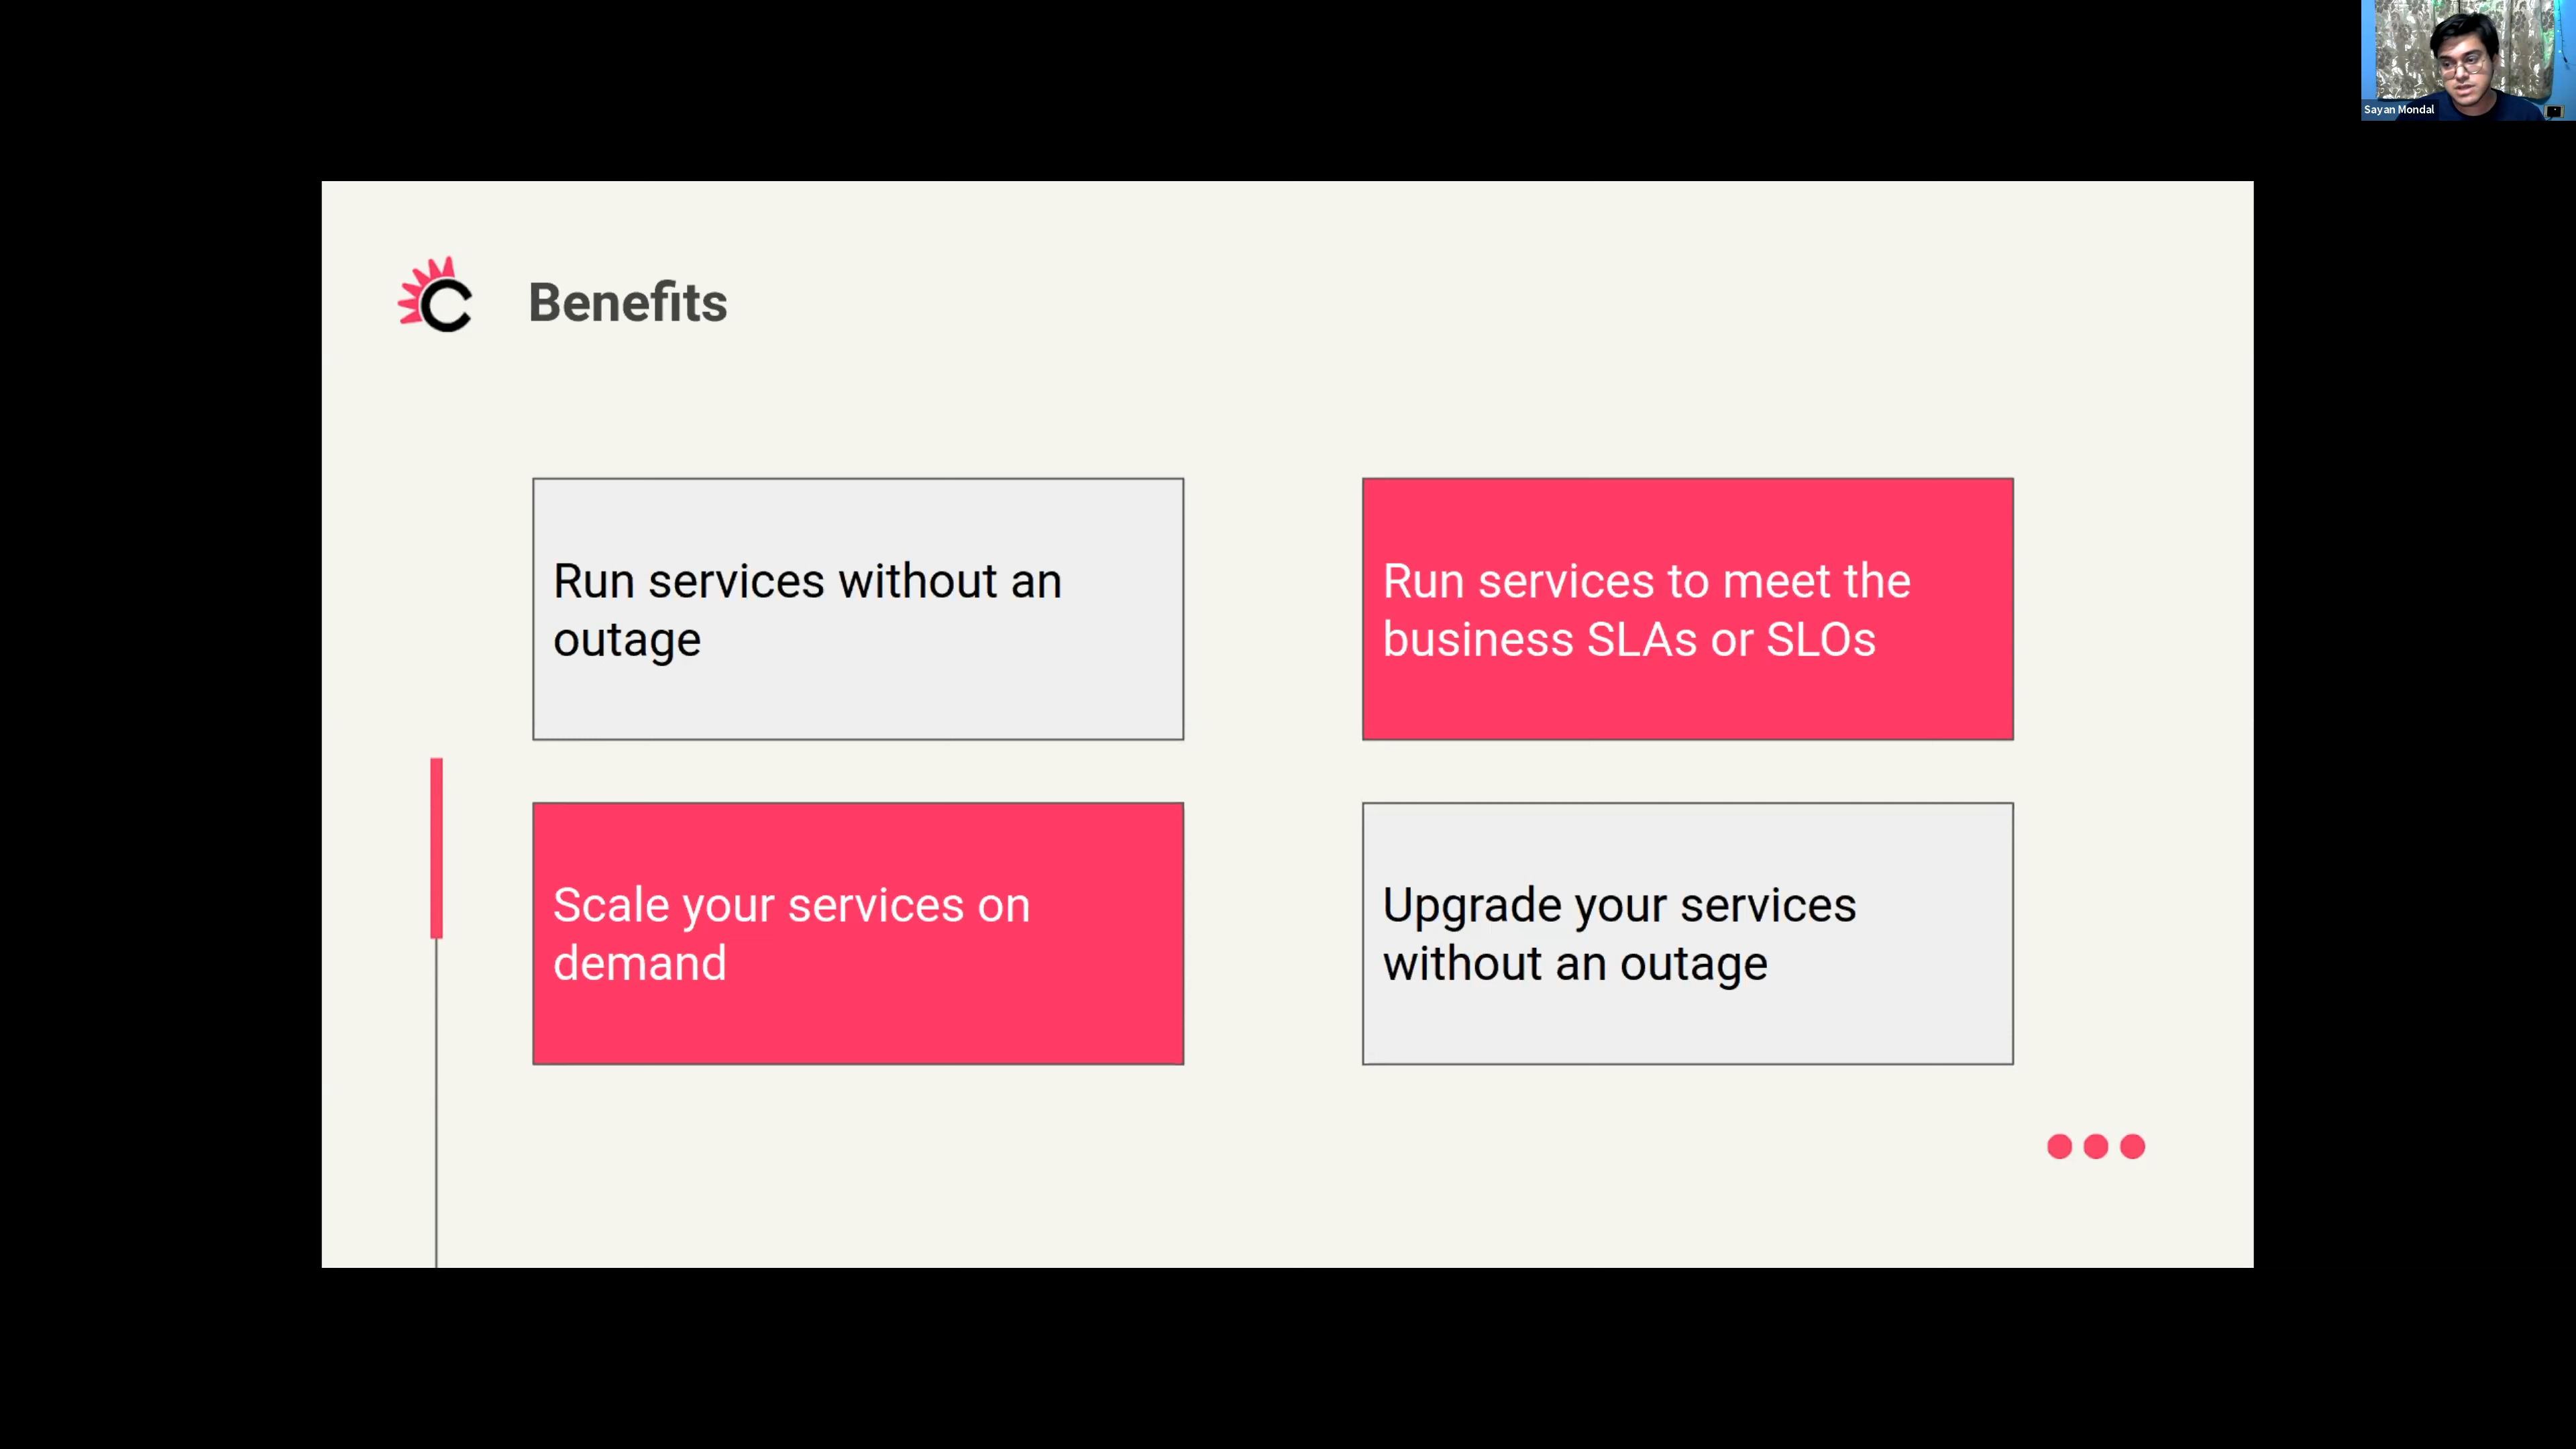 Sayan Mondal
Benefits
Run services without an
outage
Run services to meet the
business SLAs or SLOs
Scale your services on
demand
Upgrade your services
without an outage